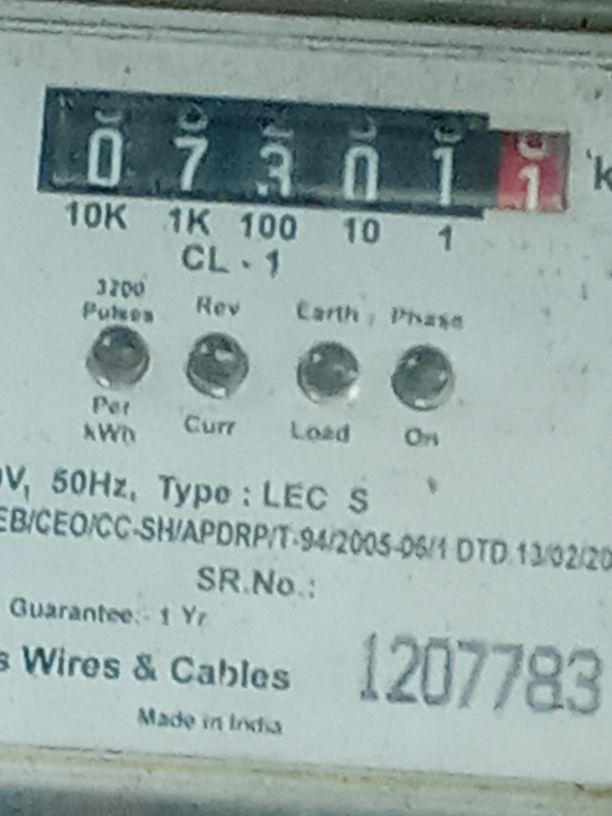 0 7 3 0 1 1
10K 1K 100 10 1
CL - 1
3200 Rev Earth Phase
Pulses
Per Curr Load On
kWh
V, 50Hz, Type : LEC S
EB/CEO/CC-SH/APDRP/T-94/2005-06/1 DTD.13/02/20
SR.No.:
Guarantee:- 1 Yr
s Wires & Cables 1207783
Made in India